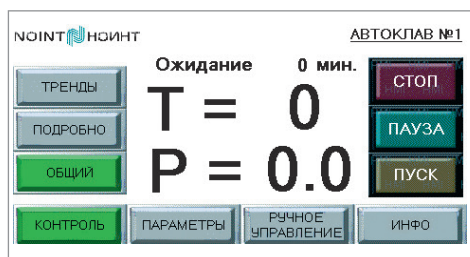 NOINT НОИНТ
АВТОКЛАВ №1
Ожидание 0 мин.
ТРЕНДЫ
ПОДРОБНО
ОБЩИЙ
T = 0
P = 0.0
СТОП
ПАУЗА
ПУСК
КОНТРОЛЬ
ПАРАМЕТРЫ
РУЧНОЕ
УПРАВЛЕНИЕ
ИНФО